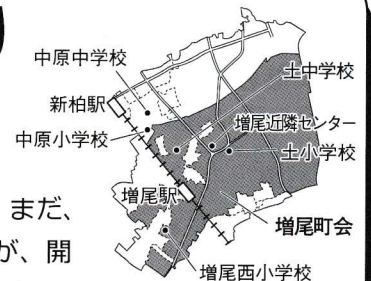 中原中学校
土中学校
新柏駅
増尾近隣センター
中原小学校
土小学校
増尾駅
まだ、
増尾町会
が、開
増尾西小学校